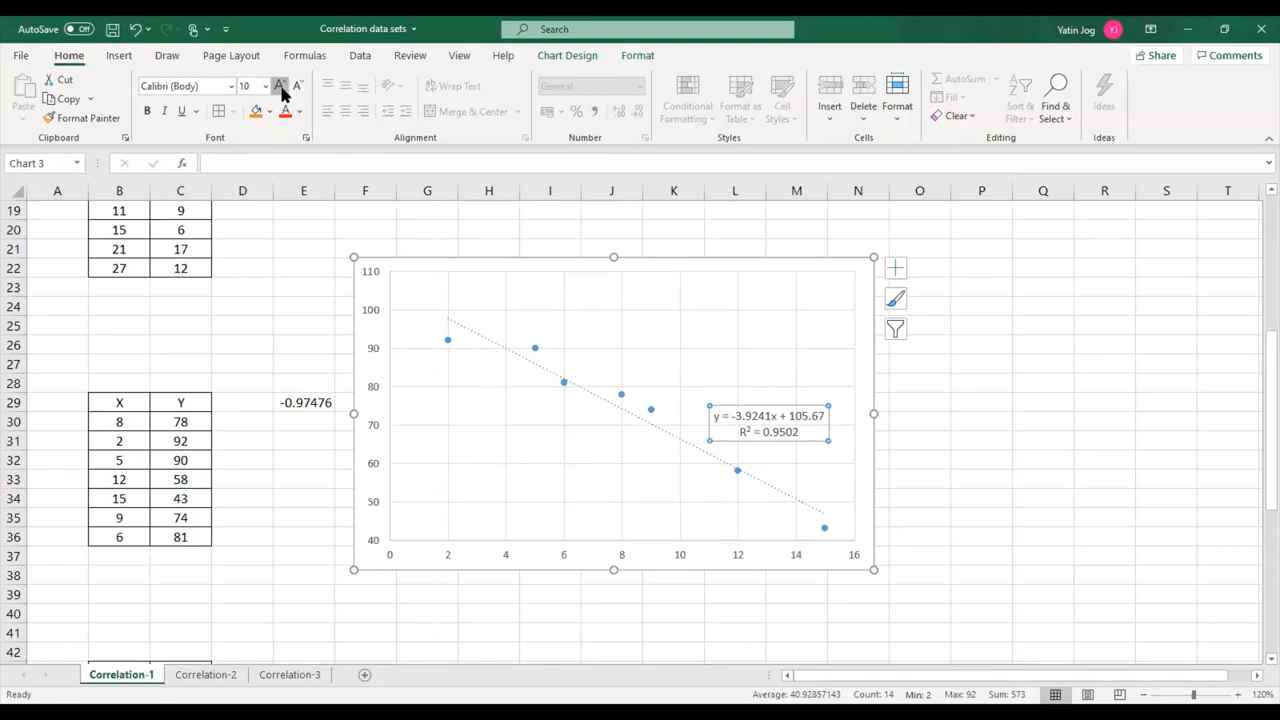 AutoSave Off Correlation data sets Search Yatin Jog YJ
File Home Insert Draw Page Layout Formulas Data Review View Help Chart Design Format Share Comments
Paste Cut Copy Format Painter Clipboard
Calibri (Body) 10 A A B I U A Font
Wrap Text Merge & Center Alignment
General % Number
Conditional Formatting Format as Table Cell Styles Styles
Insert Delete Format Cells
AutoSum Fill Clear Sort & Filter Find & Select Editing
Ideas Ideas
Chart 3 fx
A B C D E F G H I J K L M N O P Q R S T
19 11 9
20 15 6
21 21 17
22 27 12
23
24
25
26
27
28
29 X Y -0.97476
30 8 78
31 2 92
32 5 90
33 12 58
34 15 43
35 9 74
36 6 81
37
38
39
40
41
42
110
100
90
80
70
60
50
40
0 2 4 6 8 10 12 14 16
y = -3.9241x + 105.67
R² = 0.9502
Correlation-1 Correlation-2 Correlation-3
Ready Average: 40.92857143 Count: 14 Min: 2 Max: 92 Sum: 573 120%